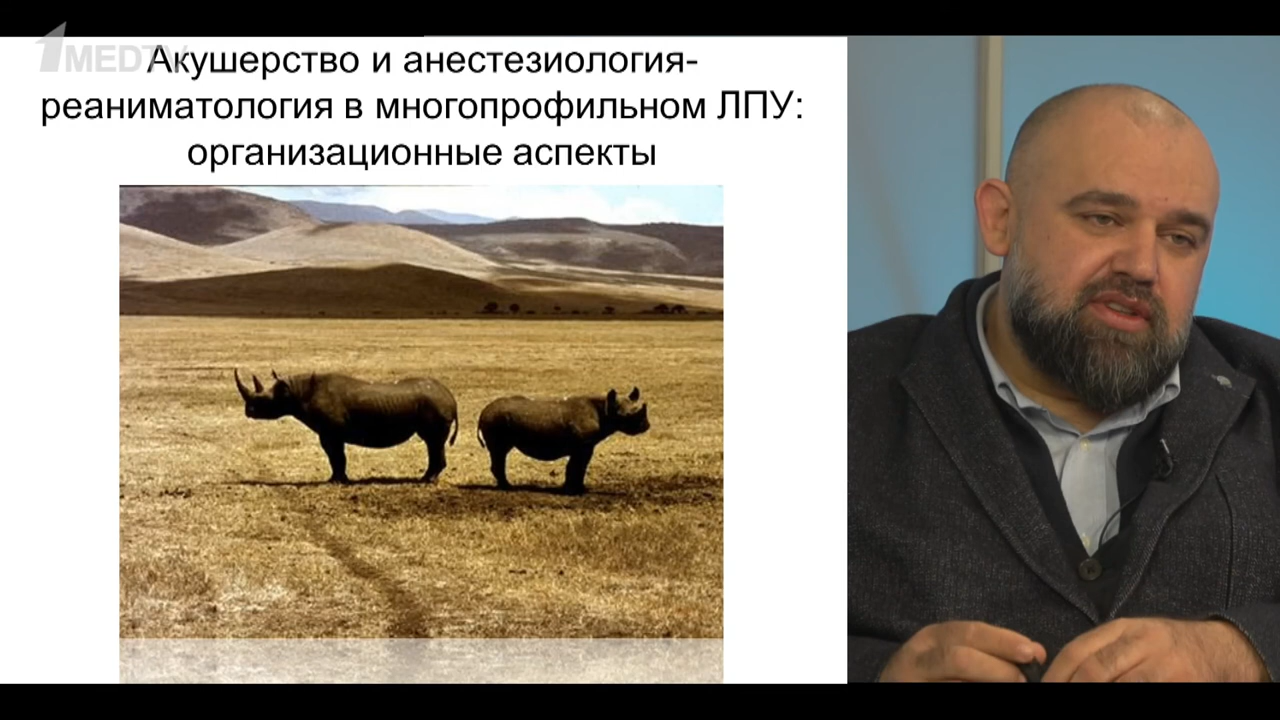 1MEDTV
Акушерство и анестезиология-
реаниматология в многопрофильном ЛПУ:
организационные аспекты